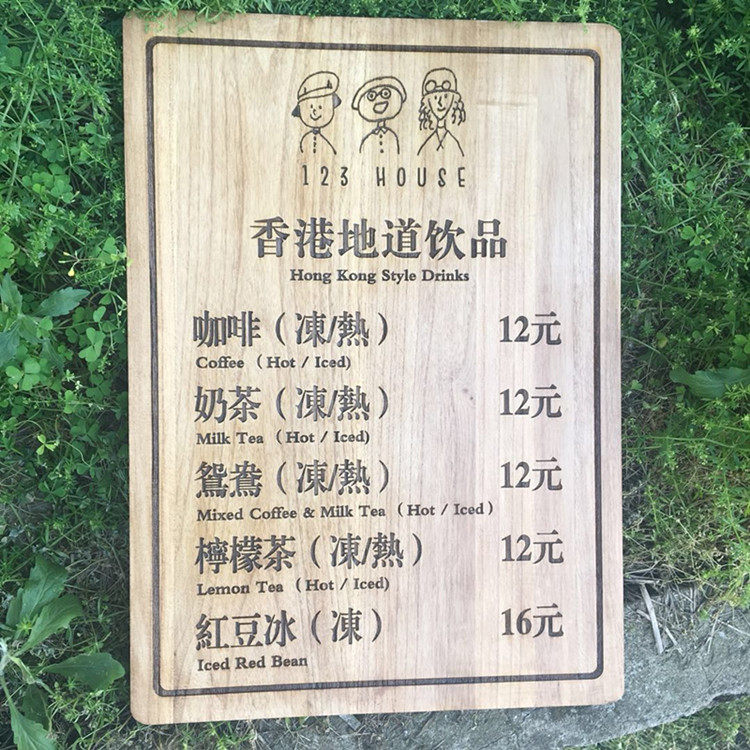 123 HOUSE
香港地道饮品
Hong Kong Style Drinks
咖啡（凍/熱） 12元
Coffee （Hot / Iced)
奶茶（凍/熱） 12元
Milk Tea （Hot / Iced)
鴛鴦（凍/熱） 12元
Mixed Coffee & Milk Tea （Hot / Iced）
檸檬茶（凍/熱） 12元
Lemon Tea （Hot / Iced)
紅豆冰（凍） 16元
Iced Red Bean